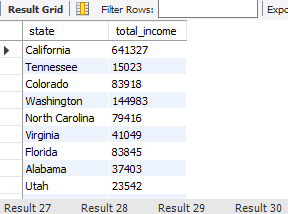 Result Grid Filter Rows: Expo
state total_income
California 641327
Tennessee 15023
Colorado 83918
Washington 144983
North Carolina 79416
Virginia 41049
Florida 83845
Alabama 37403
Utah 23542
Result 27 Result 28 Result 29 Result 30